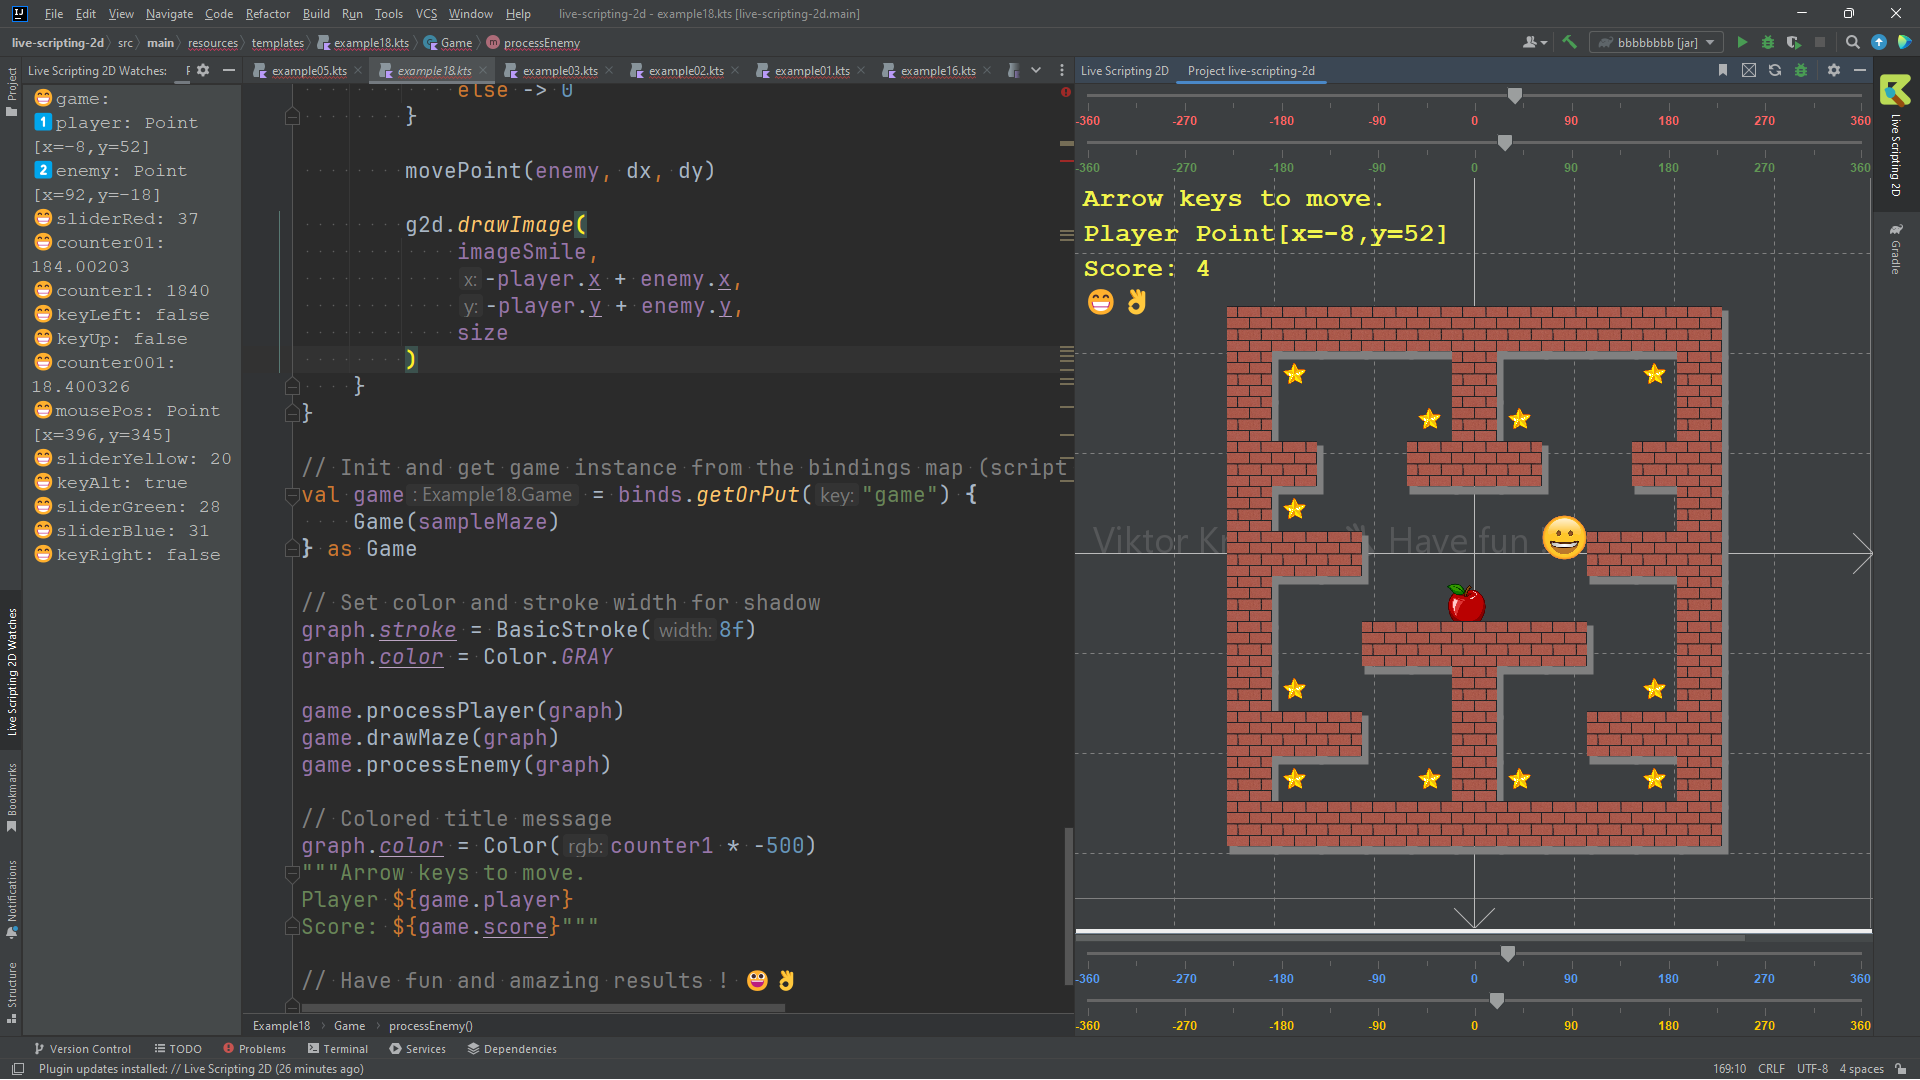 File Edit View Navigate Code Refactor Build Run Tools VCS Window Help live-scripting-2d - example18.kts [live-scripting-2d.main]
live-scripting-2d src main resources templates example18.kts Game processEnemy bbbbbbbb [jar]
Live Scripting 2D Watches:
example05.kts example18.kts example03.kts example02.kts example01.kts example16.kts
Live Scripting 2D Project live-scripting-2d
Project
Live Scripting 2D Watches
Bookmarks
Notifications
Structure
😁game:
1️⃣player: Point
[x=-8,y=52]
2️⃣enemy: Point
[x=92,y=-18]
😁sliderRed: 37
😁counter01:
184.00203
😁counter1: 1840
😁keyLeft: false
😁keyUp: false
😁counter001:
18.400326
😁mousePos: Point
[x=396,y=345]
😁sliderYellow: 20
😁keyAlt: true
😁sliderGreen: 28
😁sliderBlue: 31
😁keyRight: false
else -> 0
}
movePoint(enemy, dx, dy)
g2d.drawImage(
imageSmile,
x: -player.x + enemy.x,
y: -player.y + enemy.y,
size
)
}
}
// Init and get game instance from the bindings map (script
val game : Example18.Game = binds.getOrPut( key: "game") {
Game(sampleMaze)
} as Game
// Set color and stroke width for shadow
graph.stroke = BasicStroke( width: 8f)
graph.color = Color.GRAY
game.processPlayer(graph)
game.drawMaze(graph)
game.processEnemy(graph)
// Colored title message
graph.color = Color( rgb: counter1 * -500)
"""Arrow keys to move.
Player ${game.player}
Score: ${game.score}"""
// Have fun and amazing results ! 😀👌
Example18 Game processEnemy()
-360 -270 -180 -90 0 90 180 360
-360 -270 -180 -90 0 90 180 270 360
Arrow keys to move.
Player Point[x=-8,y=52]
Score: 4
😁👌
Viktor Have fun
-360 -270 -180 -90 0 90 180 270 360
-360 -270 -180 -90 0 90 180 270 360
Live Scripting 2D
Gradle
Version Control TODO Problems Terminal Services Dependencies
Plugin updates installed: // Live Scripting 2D (26 minutes ago) 169:10 CRLF UTF-8 4 spaces